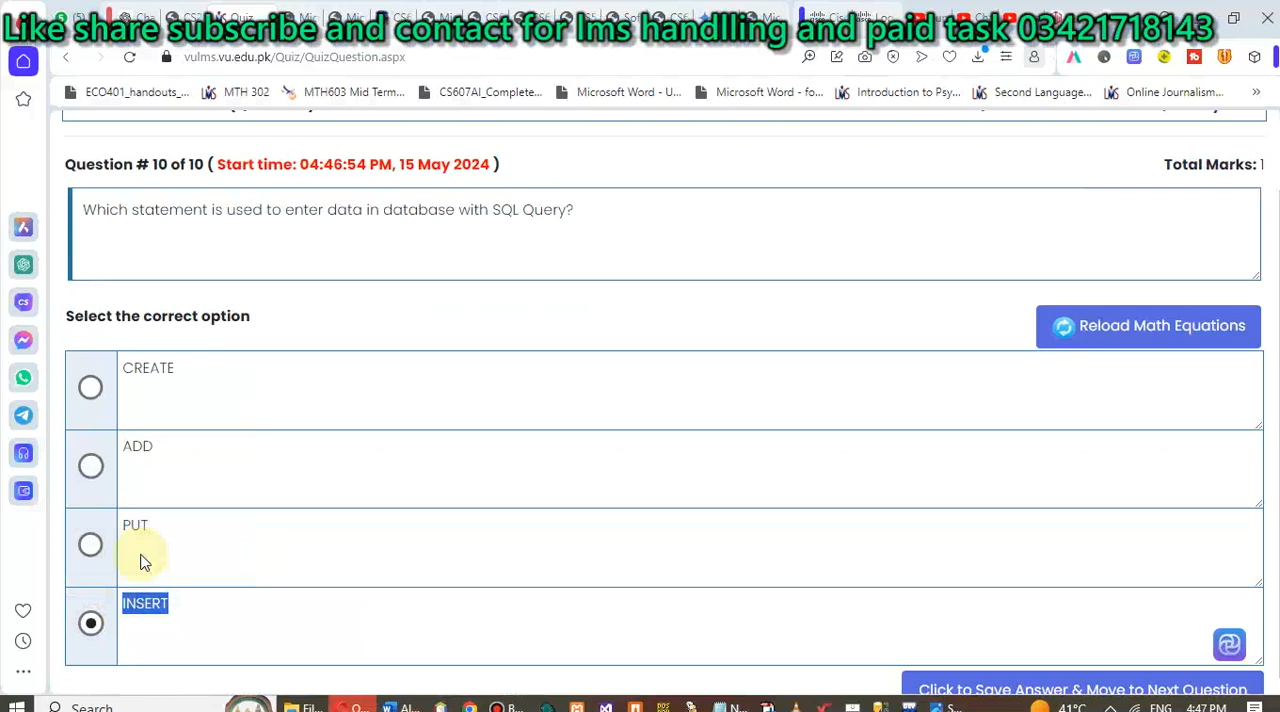 Like share subscribe and contact for lms handllling and paid task 03421718143
vulms.vu.edu.pk/Quiz/QuizQuestion.aspx
ECO401_handouts_...
MTH 302
MTH603 Mid Term...
CS607AI_Complete...
Microsoft Word - U...
Microsoft Word - fo...
Introduction to Psy...
Second Language...
Online Journalism...
Question # 10 of 10 ( Start time: 04:46:54 PM, 15 May 2024 )
Total Marks: 1
Which statement is used to enter data in database with SQL Query?
Select the correct option
Reload Math Equations
CREATE
ADD
PUT
INSERT
Click to Save Answer & Move to Next Question
Search
41°C
4:47 PM